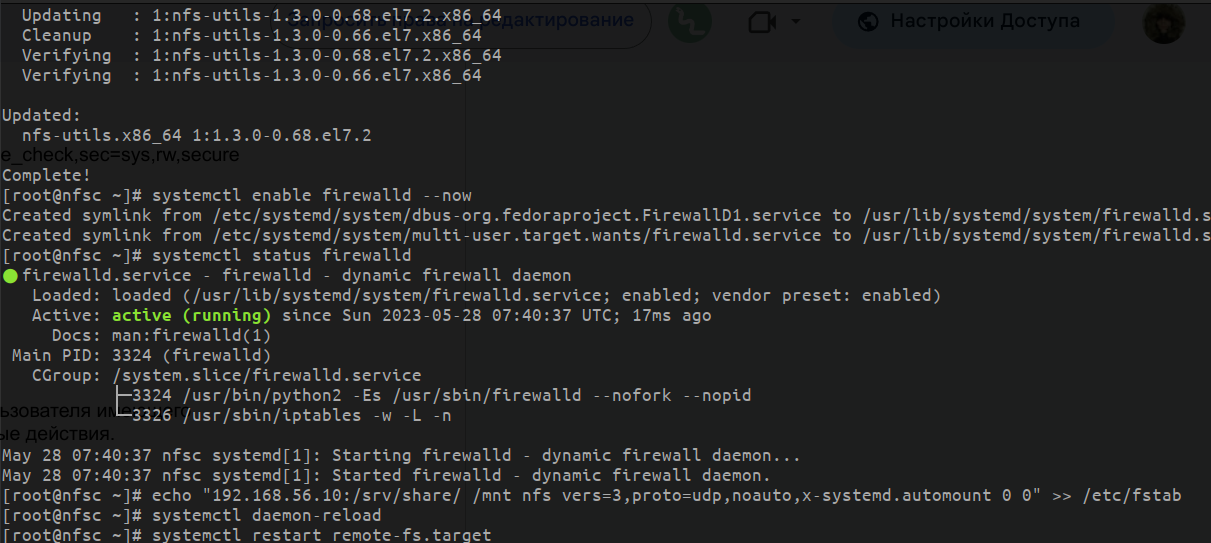 Updating   : 1:nfs-utils-1.3.0-0.68.el7.2.x86_64
Запросить права на редактирование
Настройки Доступа
Cleanup    : 1:nfs-utils-1.3.0-0.66.el7.x86_64
Verifying  : 1:nfs-utils-1.3.0-0.68.el7.2.x86_64
Verifying  : 1:nfs-utils-1.3.0-0.66.el7.x86_64
Updated:
nfs-utils.x86_64 1:1.3.0-0.68.el7.2
e_check,sec=sys,rw,secure
Complete!
[root@nfsc ~]# systemctl enable firewalld --now
Created symlink from /etc/systemd/system/dbus-org.fedoraproject.FirewallD1.service to /usr/lib/systemd/system/firewalld.s
Created symlink from /etc/systemd/system/multi-user.target.wants/firewalld.service to /usr/lib/systemd/system/firewalld.s
[root@nfsc ~]# systemctl status firewalld
● firewalld.service - firewalld - dynamic firewall daemon
Loaded: loaded (/usr/lib/systemd/system/firewalld.service; enabled; vendor preset: enabled)
Active: active (running) since Sun 2023-05-28 07:40:37 UTC; 17ms ago
Docs: man:firewalld(1)
Main PID: 3324 (firewalld)
CGroup: /system.slice/firewalld.service
├─3324 /usr/bin/python2 -Es /usr/sbin/firewalld --nofork --nopid
└─3326 /usr/sbin/iptables -w -L -n
ьзователя
ые действия.
May 28 07:40:37 nfsc systemd[1]: Starting firewalld - dynamic firewall daemon...
May 28 07:40:37 nfsc systemd[1]: Started firewalld - dynamic firewall daemon.
[root@nfsc ~]# echo "192.168.56.10:/srv/share/ /mnt nfs vers=3,proto=udp,noauto,x-systemd.automount 0 0" >> /etc/fstab
[root@nfsc ~]# systemctl daemon-reload
[root@nfsc ~]# systemctl restart remote-fs.target